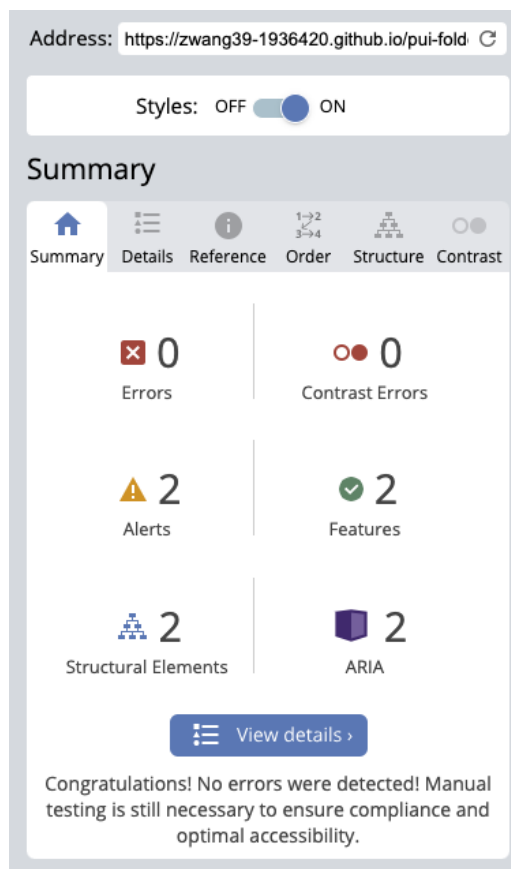 Address: https://zwang39-1936420.github.io/pui-fold
Styles: OFF ON
Summary
Summary Details Reference Order Structure Contrast
0 0
Errors Contrast Errors
2 2
Alerts Features
2 2
Structural Elements ARIA
View details ›
Congratulations! No errors were detected! Manual
testing is still necessary to ensure compliance and
optimal accessibility.